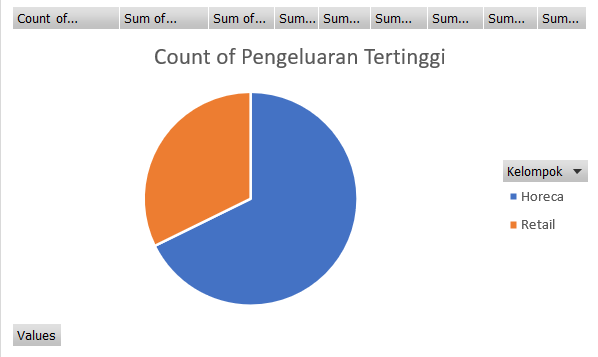 Count of... Sum of... Sum of... Sum... Sum... Sum... Sum... Sum... Sum...
Count of Pengeluaran Tertinggi
Kelompok
Horeca
Retail
Values